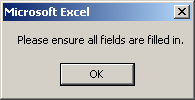 Microsoft Excel
Please ensure all fields are filled in.
OK